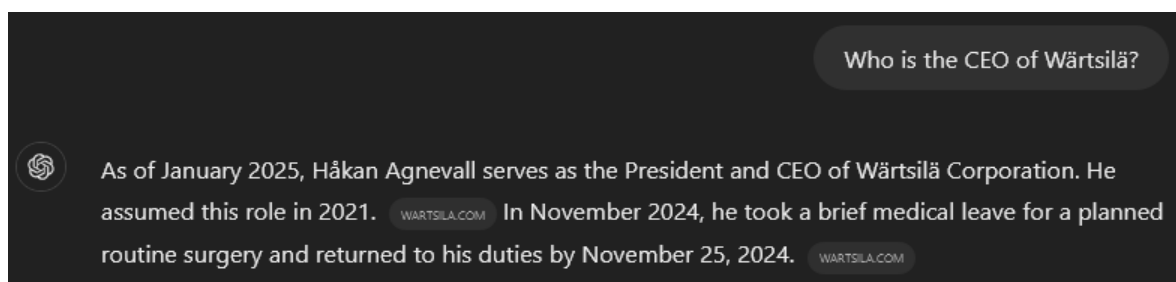 Who is the CEO of Wärtsilä?
As of January 2025, Håkan Agnevall serves as the President and CEO of Wärtsilä Corporation. He
assumed this role in 2021. WARTSILA.COM In November 2024, he took a brief medical leave for a planned
routine surgery and returned to his duties by November 25, 2024. WARTSILA.COM